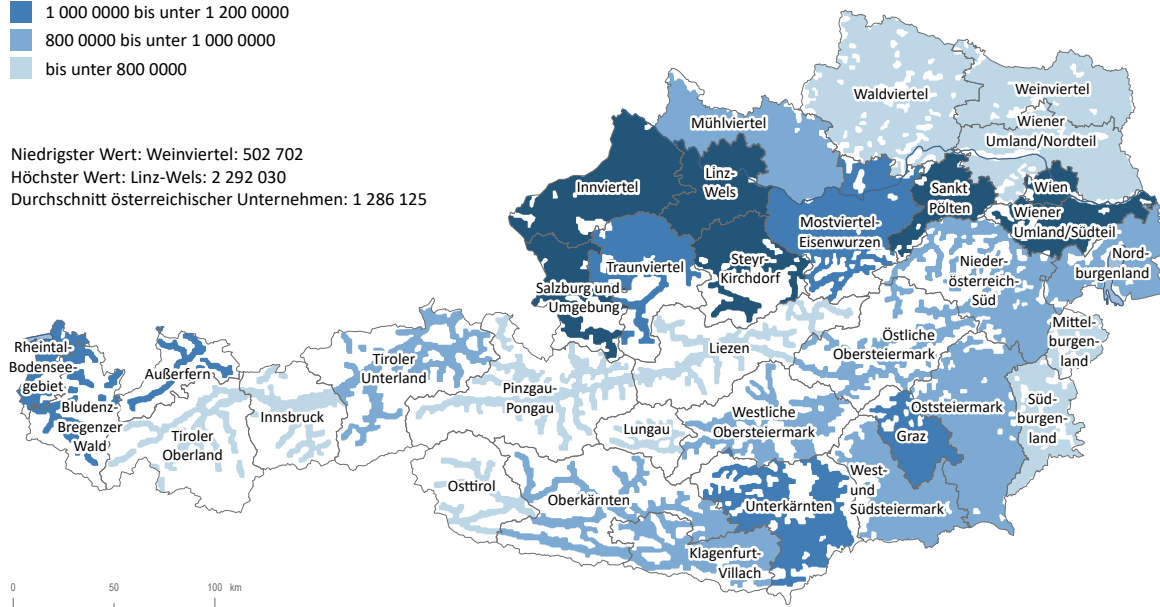 1 000 0000 bis unter 1 200 0000
800 0000 bis unter 1 000 0000
bis unter 800 0000
Niedrigster Wert: Weinviertel: 502 702
Höchster Wert: Linz-Wels: 2 292 030
Durchschnitt österreichischer Unternehmen: 1 286 125
Waldviertel
Weinviertel
Wiener
Umland/Nordteil
Mühlviertel
Innviertel
Linz-
Wels
Sankt
Pölten
Wien
Wiener
Umland/Südteil
Mostviertel-
Eisenwurzen
Traunviertel
Steyr-
Kirchdorf
Nieder-
österreich-
Süd
Nord-
burgenland
Salzburg und
Umgebung
Rheintal-
Bodensee-
gebiet
Bludenz-
Bregenzer
Wald
Außerfern
Tiroler
Unterland
Innsbruck
Tiroler
Oberland
Pinzgau-
Pongau
Liezen
Östliche
Obersteiermark
Mittel-
burgen-
land
Lungau
Westliche
Obersteiermark
Oststeiermark
Graz
Süd-
burgen-
land
West-
und
Südsteiermark
Osttirol
Oberkärnten
Unterkärnten
Klagenfurt-
Villach
0 50 100 km